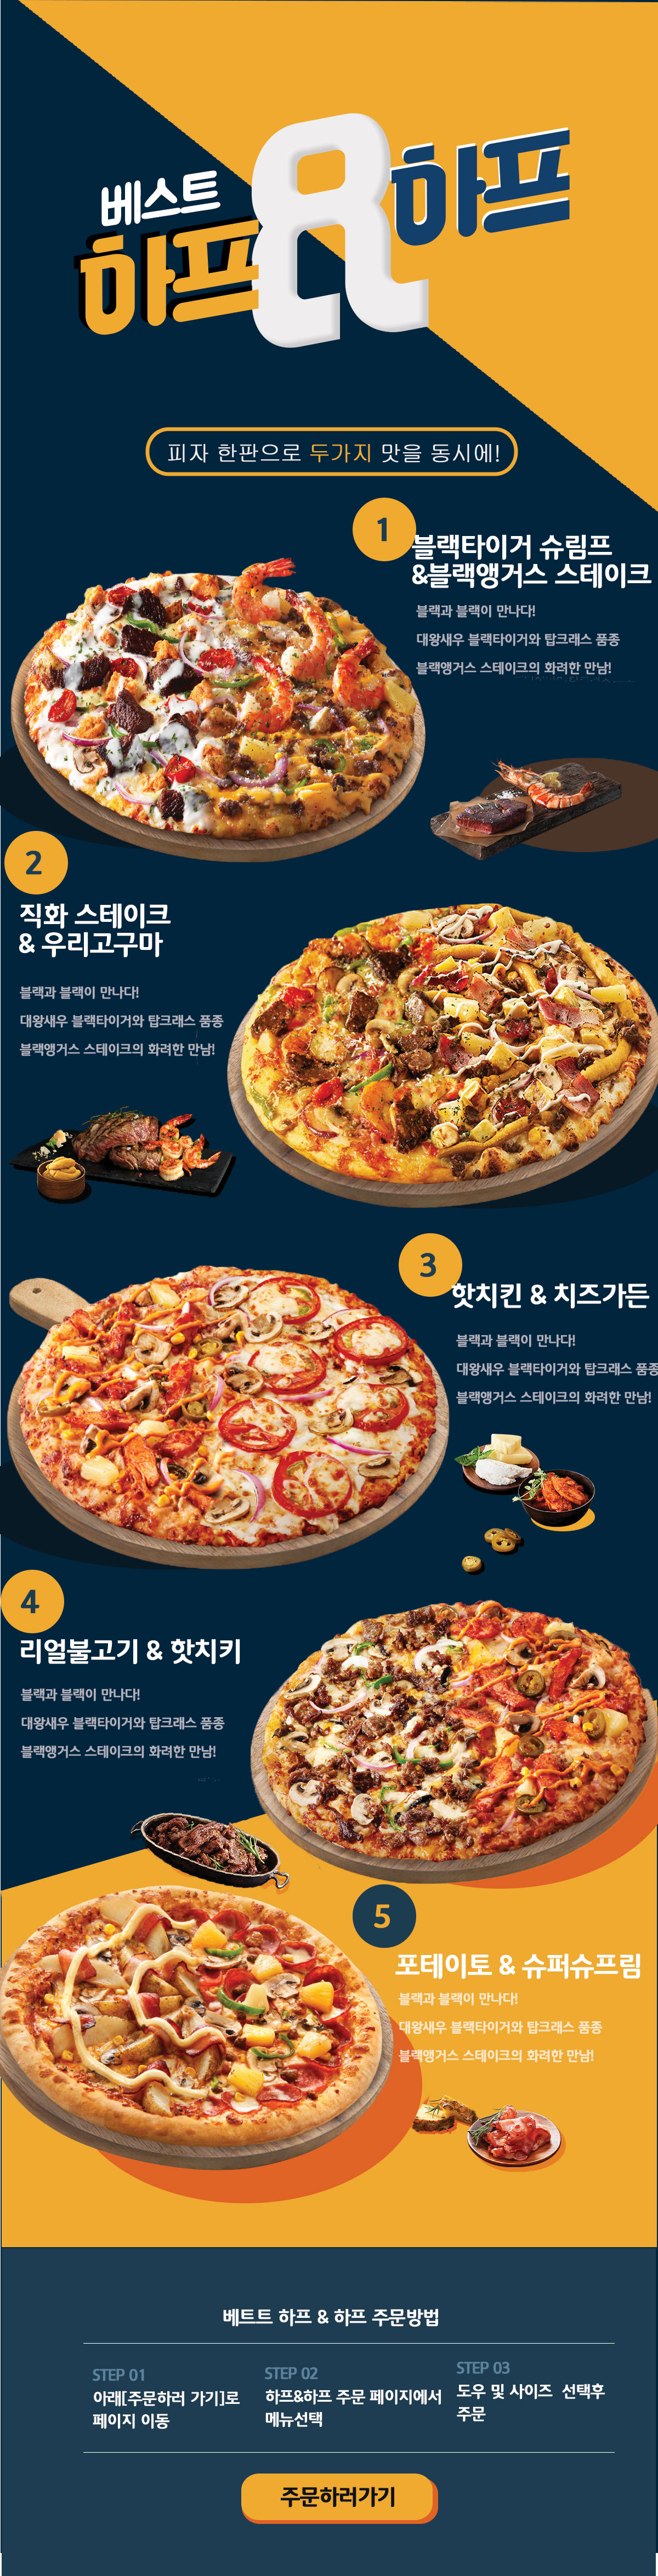 베스트
하프&하프
피자 한판으로 두가지 맛을 동시에!
1
블랙타이거 슈림프
&블랙앵거스 스테이크
블랙과 블랙이 만나다!
대왕새우 블랙타이거와 탑크래스 품종
블랙앵거스 스테이크의 화려한 만남!
2
직화 스테이크
& 우리고구마
블랙과 블랙이 만나다!
대왕새우 블랙타이거와 탑크래스 품종
블랙앵거스 스테이크의 화려한 만남!
3
핫치킨 & 치즈가든
블랙과 블랙이 만나다!
대왕새우 블랙타이거와 탑크래스 품종
블랙앵거스 스테이크의 화려한 만남!
4
리얼불고기 & 핫치키
블랙과 블랙이 만나다!
대왕새우 블랙타이거와 탑크래스 품종
블랙앵거스 스테이크의 화려한 만남!
5
포테이토 & 슈퍼슈프림
블랙과 블랙이 만나다!
대왕새우 블랙타이거와 탑크래스 품종
블랙앵거스 스테이크의 화려한 만남!
베트트 하프 & 하프 주문방법
STEP 01
아래[주문하러 가기]로
페이지 이동
STEP 02
하프&하프 주문 페이지에서
메뉴선택
STEP 03
도우 및 사이즈 선택후
주문
주문하러가기